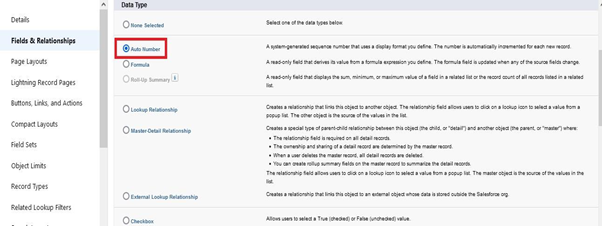 Details
Fields & Relationships
Page Layouts
Lightning Record Pages
Buttons, Links, and Actions
Compact Layouts
Field Sets
Object Limits
Record Types
Related Lookup Filters
Data Type
None Selected
Select one of the data types below.
Auto Number
A system-generated sequence number that uses a display format you define. The number is automatically incremented for each new record.
Formula
A read-only field that derives its value from a formula expression you define. The formula field is updated when any of the source fields change.
Roll-Up Summary i
A read-only field that displays the sum, minimum, or maximum value of a field in a related list or the record count of all records listed in a related
list.
Lookup Relationship
Creates a relationship that links this object to another object. The relationship field allows users to click on a lookup icon to select a value from a
popup list. The other object is the source of the values in the list.
Master-Detail Relationship
Creates a special type of parent-child relationship between this object (the child, or "detail") and another object (the parent, or "master") where:
• The relationship field is required on all detail records.
• The ownership and sharing of a detail record are determined by the master record.
• When a user deletes the master record, all detail records are deleted.
• You can create rollup summary fields on the master record to summarize the detail records.
The relationship field allows users to click on a lookup icon to select a value from a popup list. The master object is the source of the values in the
list.
External Lookup Relationship
Creates a relationship that links this object to an external object whose data is stored outside the Salesforce org.
Checkbox
Allows users to select a True (checked) or False (unchecked) value.